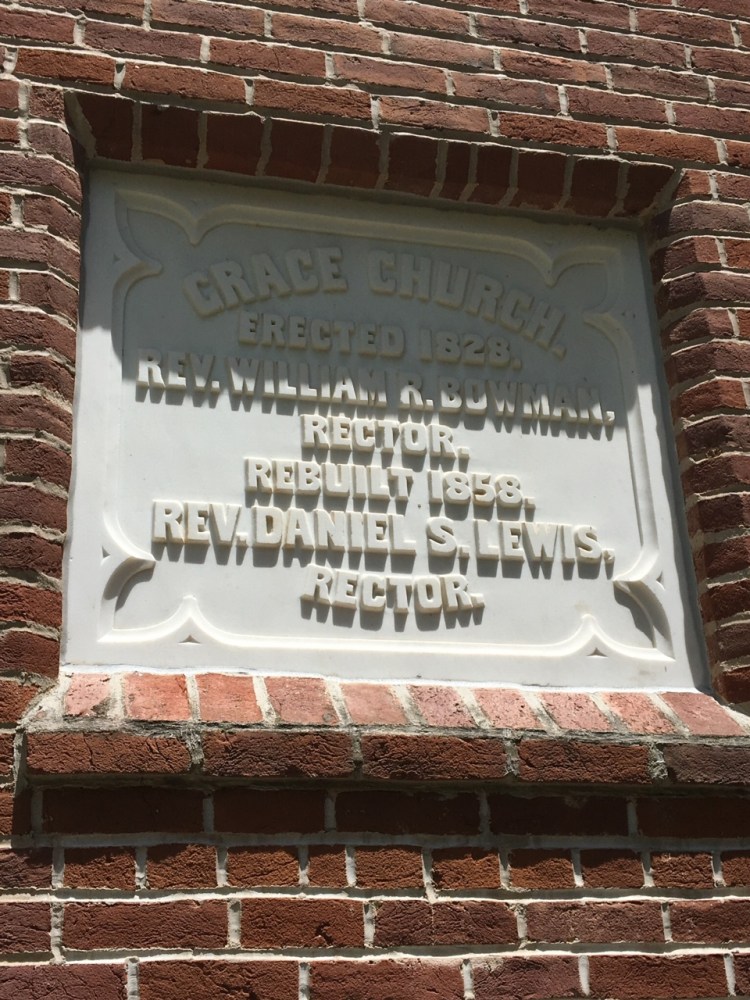 GRACE CHURCH.
ERECTED 1828.
REV. WILLIAM R. BOWMAN,
RECTOR.
REBUILT 1858.
REV. DANIEL S. LEWIS,
RECTOR.